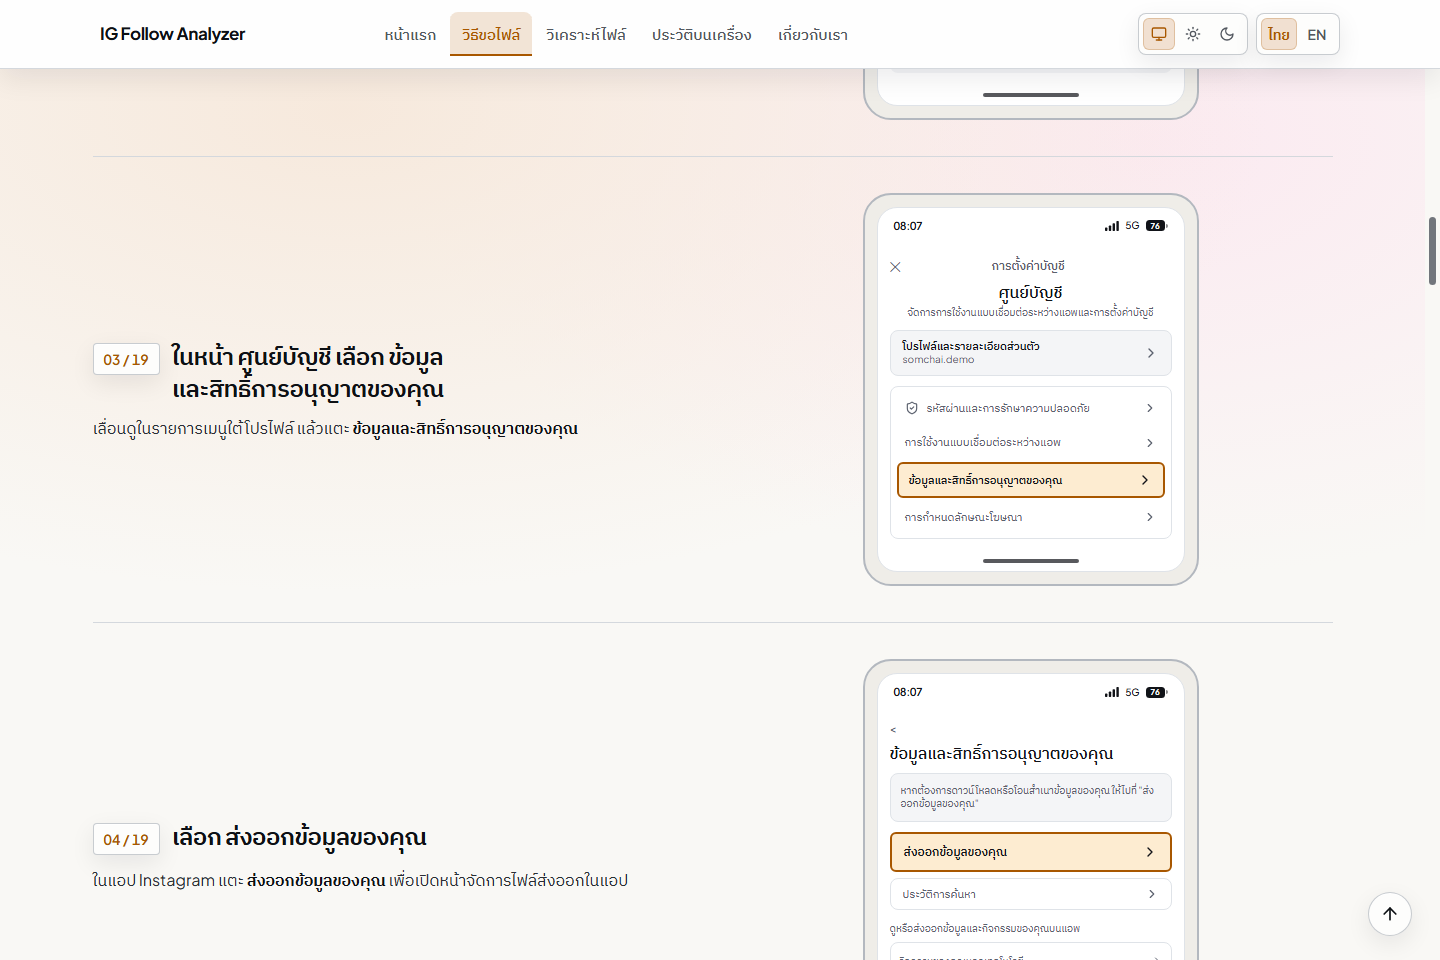 IG Follow Analyzer
หน้าแรก
วิธีขอไฟล์
วิเคราะห์ไฟล์
ประวัติบนเครื่อง
เกี่ยวกับเรา
ไทย
EN
03 / 19
ในหน้า ศูนย์บัญชี เลือก ข้อมูล
และสิทธิ์การอนุญาตของคุณ
เลื่อนดูในรายการเมนูใต้โปรไฟล์ แล้วแตะ ข้อมูลและสิทธิ์การอนุญาตของคุณ
08:07
5G
76
การตั้งค่าบัญชี
ศูนย์บัญชี
จัดการการใช้งานแบบเชื่อมต่อระหว่างแอพและการตั้งค่าบัญชี
โปรไฟล์และรายละเอียดส่วนตัว
somchai.demo
รหัสผ่านและการรักษาความปลอดภัย
การใช้งานแบบเชื่อมต่อระหว่างแอพ
ข้อมูลและสิทธิ์การอนุญาตของคุณ
การกำหนดลักษณะโฆษณา
04 / 19
เลือก ส่งออกข้อมูลของคุณ
ในแอป Instagram แตะ ส่งออกข้อมูลของคุณ เพื่อเปิดหน้าจัดการไฟล์ส่งออกในแอป
08:07
5G
76
<
ข้อมูลและสิทธิ์การอนุญาตของคุณ
หากต้องการดาวน์โหลดหรือโอนสำเนาข้อมูลของคุณ ให้ไปที่ "ส่ง
ออกข้อมูลของคุณ"
ส่งออกข้อมูลของคุณ
ประวัติการค้นหา
ดูหรือส่งออกข้อมูลและกิจกรรมของคุณบนแอพ